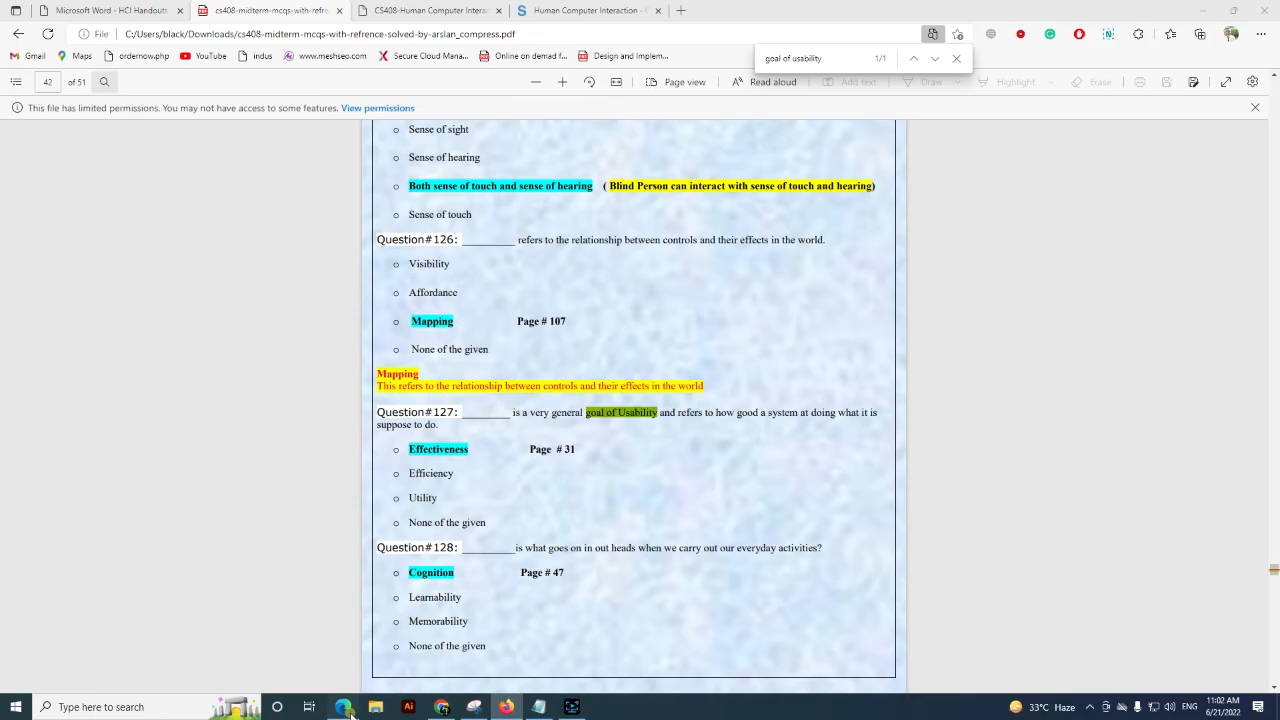 Microsoft Word - HCI Handouts
cs408-midterm-mcqs-with-refrenc
CS408-Human Computer Interactio
Spinning Animation
File
C:/Users/black/Downloads/cs408-midterm-mcqs-with-refrence-solved-by-arslan_compress.pdf
Gmail
Maps
ordernow.php
YouTube
indus
www.meshseo.com
Secure Cloud Mana...
Online on demad f...
Design and Implem...
goal of usability
1/1
42
of 51
Page view
Read aloud
Add text
Draw
Highlight
Erase
This file has limited permissions. You may not have access to some features. View permissions
o Sense of sight
o Sense of hearing
o Both sense of touch and sense of hearing ( Blind Person can interact with sense of touch and hearing)
o Sense of touch
Question#126: _________ refers to the relationship between controls and their effects in the world.
o Visibility
o Affordance
o Mapping Page # 107
o None of the given
Mapping
This refers to the relationship between controls and their effects in the world
Question#127: _________ is a very general goal of Usability and refers to how good a system at doing what it is
suppose to do.
o Effectiveness Page # 31
o Efficiency
o Utility
o None of the given
Question#128: __________is what goes on in out heads when we carry out our everyday activities?
o Cognition Page # 47
o Learnability
o Memorability
o None of the given
Type here to search
Ai
33°C Haze
ENG
11:02 AM
6/21/2022